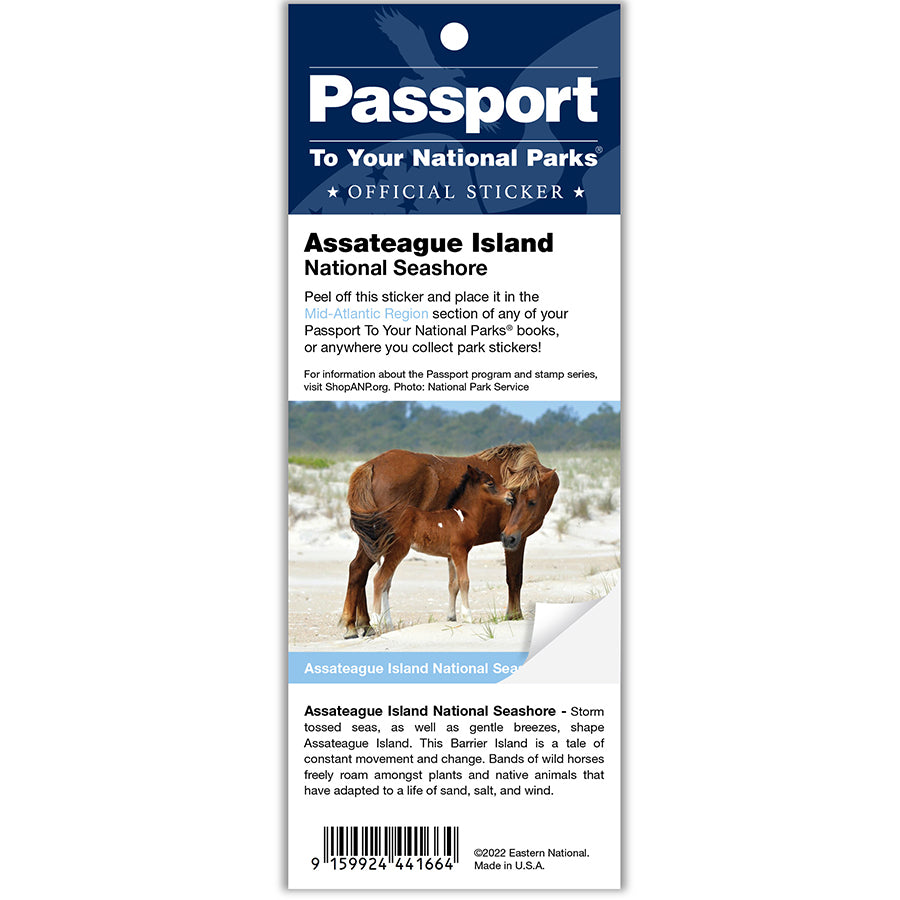 Passport
To Your National Parks®
★ OFFICIAL STICKER ★
Assateague Island
National Seashore
Peel off this sticker and place it in the
Mid-Atlantic Region section of any of your
Passport To Your National Parks® books,
or anywhere you collect park stickers!
For information about the Passport program and stamp series,
visit ShopANP.org. Photo: National Park Service
Assateague Island National Sea
Assateague Island National Seashore - Storm
tossed seas, as well as gentle breezes, shape
Assateague Island. This Barrier Island is a tale of
constant movement and change. Bands of wild horses
freely roam amongst plants and native animals that
have adapted to a life of sand, salt, and wind.
9 159924 441664
©2022 Eastern National.
Made in U.S.A.